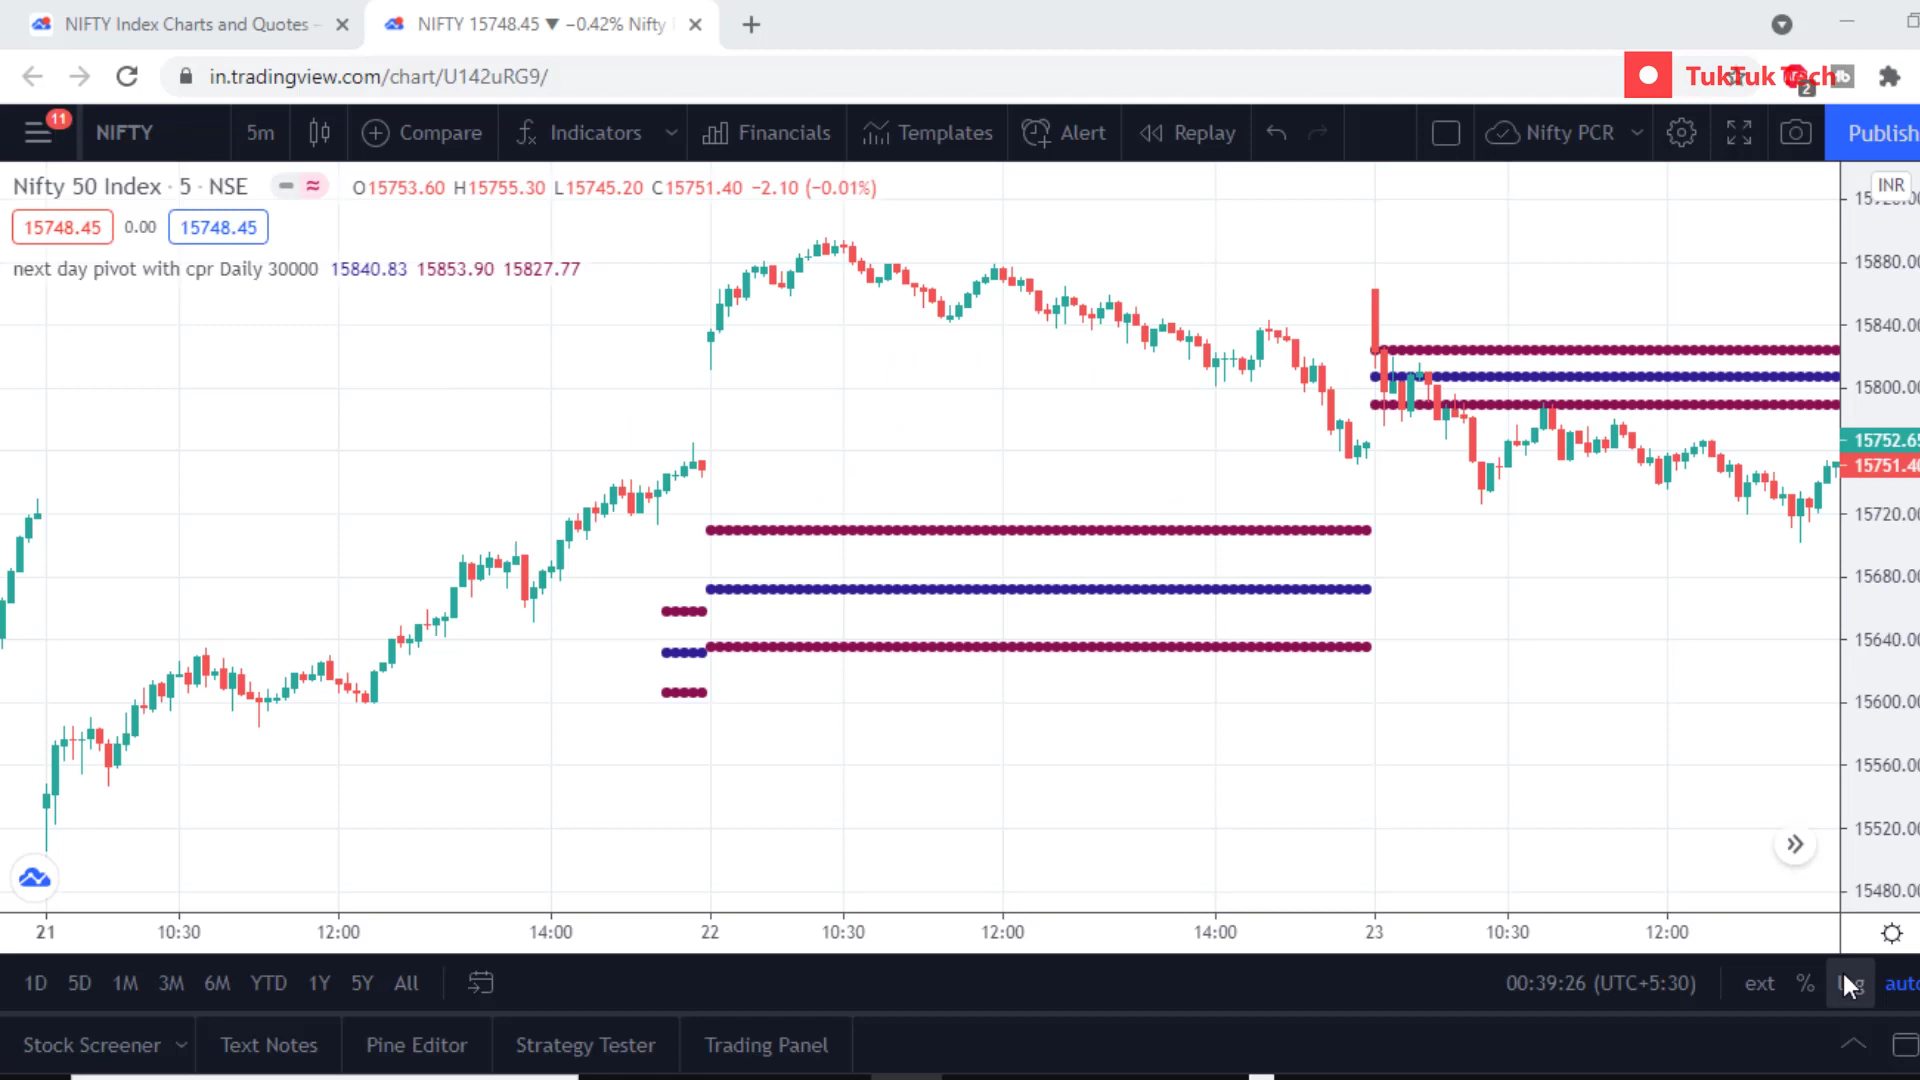 NIFTY Index Charts and Quotes –
NIFTY 15748.45 ▼ −0.42% Nifty
in.tradingview.com/chart/U142uRG9/
TukTuk Tech
2
11
NIFTY
5m
Compare
Indicators
Financials
Templates
Alert
Replay
Nifty PCR
Publish
Nifty 50 Index · 5 · NSE
O15753.60 H15755.30 L15745.20 C15751.40 −2.10 (−0.01%)
INR
15748.45 0.00 15748.45
next day pivot with cpr Daily 30000 15840.83 15853.90 15827.77
15880.00
15840.00
15800.00
15752.65
15751.40
15720.00
15680.00
15640.00
15600.00
15560.00
15520.00
15480.00
21 10:30 12:00 14:00 22 10:30 12:00 14:00 23 10:30 12:00
1D 5D 1M 3M 6M YTD 1Y 5Y All
00:39:26 (UTC+5:30)
ext % auto
Stock Screener Text Notes Pine Editor Strategy Tester Trading Panel